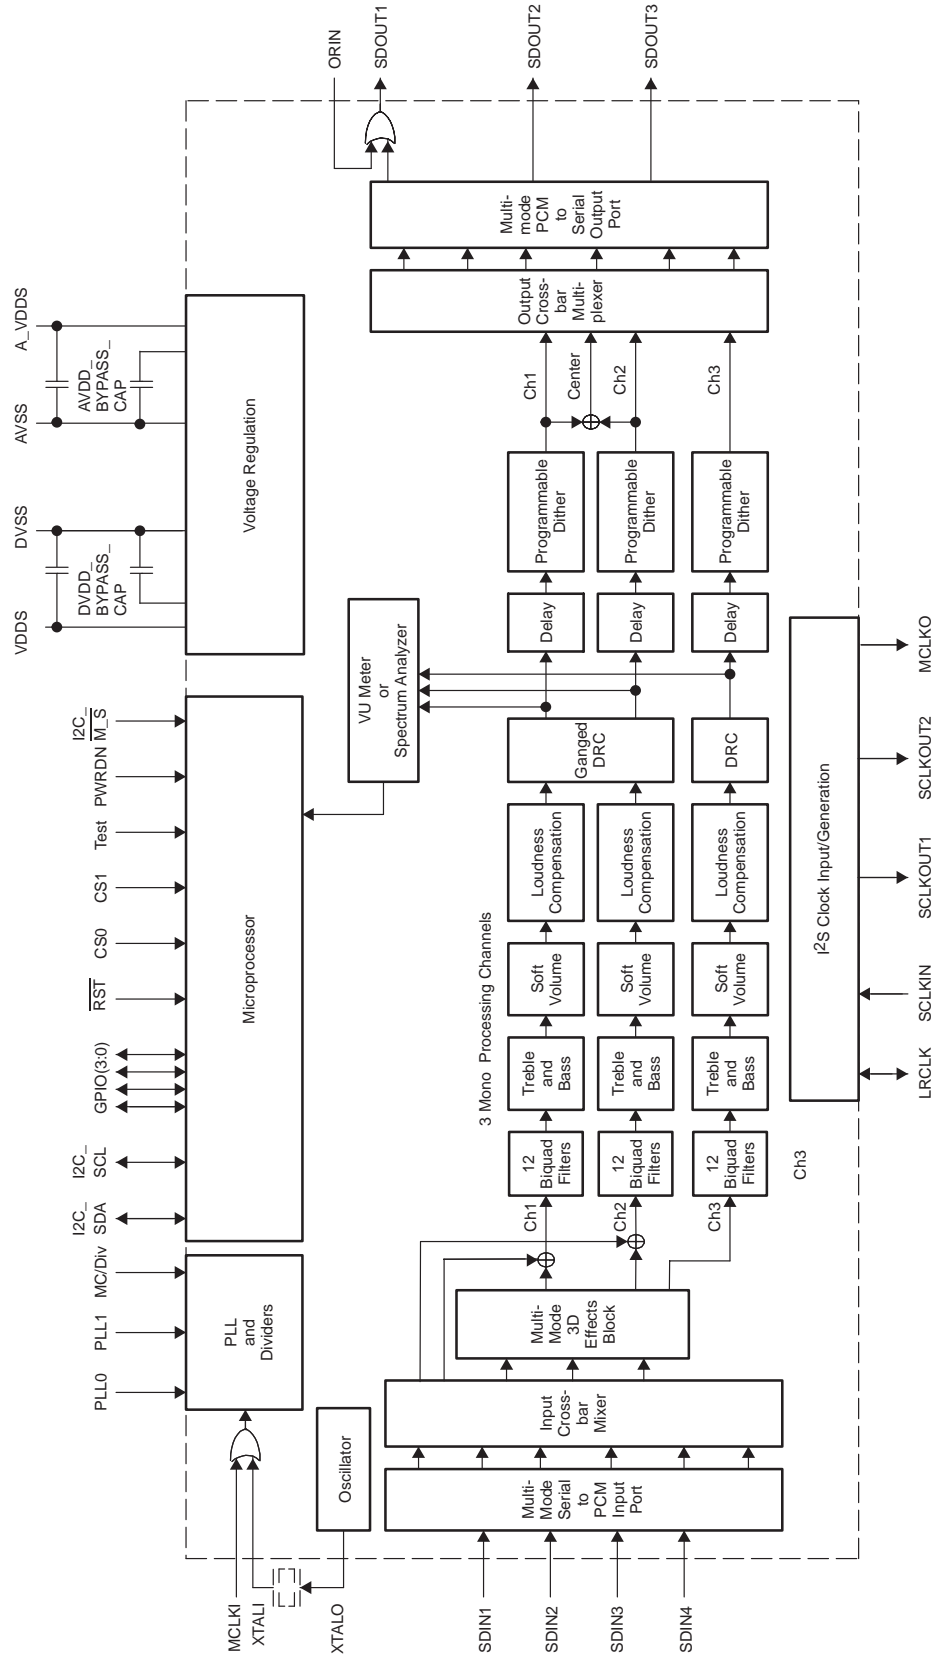 VDDS
DVSS
AVSS
A_VDDS
DVDD_
BYPASS_
CAP
AVDD_
BYPASS_
CAP
Voltage Regulation
PLL0
PLL1
MC/Div
I2C_
SDA
I2C_
SCL
GPIO(3:0)
RST
CS0
CS1
Test
PWRDN
I2C_
M_S
PLL
and
Dividers
Microprocessor
MCLKI
XTALI
XTALO
Oscillator
VU Meter
or
Spectrum Analyzer
ORIN
SDOUT1
SDOUT2
SDOUT3
SDIN1
SDIN2
SDIN3
SDIN4
Multi-
Mode
Serial
to
PCM
Input
Port
Input
Cross-
bar
Mixer
Multi-
Mode
3D
Effects
Block
3 Mono Processing Channels
Ch1
12
Biquad
Filters
Treble
and
Bass
Soft
Volume
Loudness
Compensation
Ganged
DRC
Delay
Programmable
Dither
Ch1
Center
Ch2
12
Biquad
Filters
Treble
and
Bass
Soft
Volume
Loudness
Compensation
Delay
Programmable
Dither
Ch2
Ch3
12
Biquad
Filters
Treble
and
Bass
Soft
Volume
Loudness
Compensation
DRC
Delay
Programmable
Dither
Ch3
Output
Cross-
bar
Multi-
plexer
Multi-
mode
PCM
to
Serial
Output
Port
Ch3
I2S Clock Input/Generation
LRCLK
SCLKIN
SCLKOUT1
SCLKOUT2
MCLKO